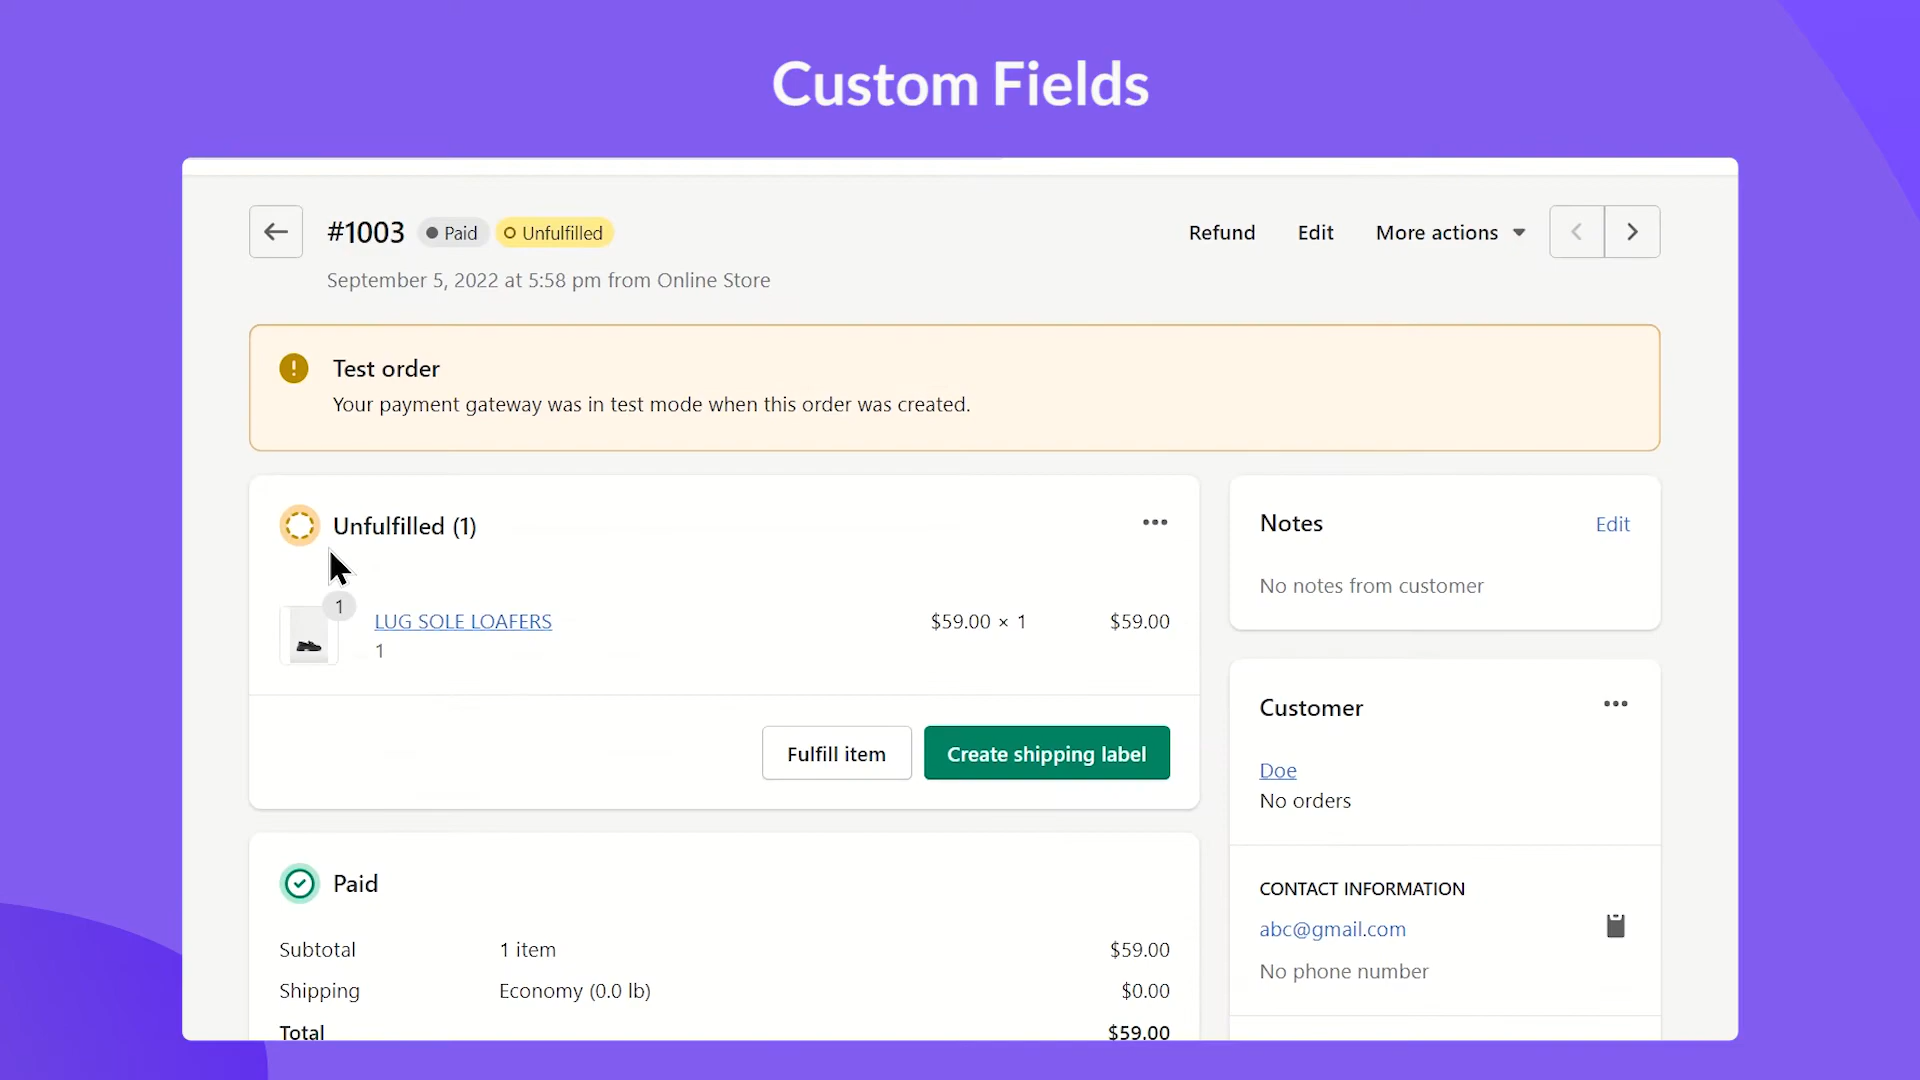 Custom Fields
#1003 Paid Unfulfilled
Refund Edit More actions
September 5, 2022 at 5:58 pm from Online Store
Test order
Your payment gateway was in test mode when this order was created.
Unfulfilled (1)
1
LUG SOLE LOAFERS $59.00 × 1 $59.00
1
Fulfill item Create shipping label
Paid
Subtotal 1 item $59.00
Shipping Economy (0.0 lb) $0.00
Total $59.00
Notes Edit
No notes from customer
Customer
Doe
No orders
CONTACT INFORMATION
abc@gmail.com
No phone number